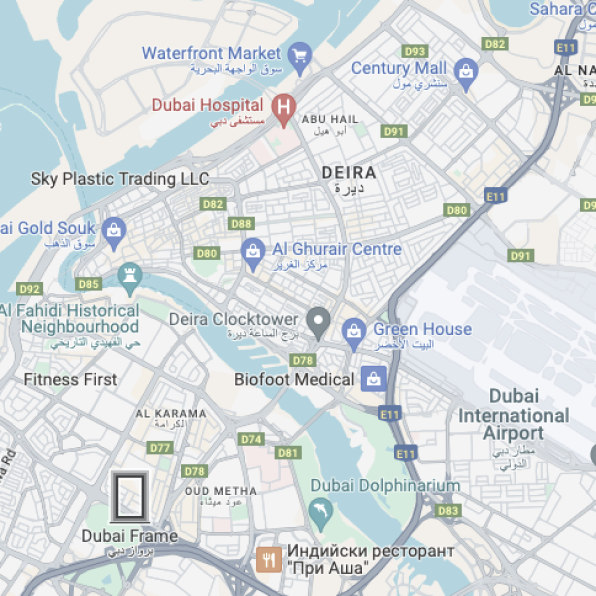 Sahara C
D93
D82
E11
Waterfront Market
سوق الواجهة البحرية
Century Mall
سنتشري مول
AL NA
Dubai Hospital
مستشفى دبي
ABU HAIL
أبو هيل
D91
D91
Sky Plastic Trading LLC
DEIRA
ديرة
D82
E11
D80
ai Gold Souk
سوق الذهب
D88
D80
Al Ghurair Centre
مركز الغرير
D91
D92
D85
Al Fahidi Historical
Neighbourhood
حي الفهيدي التاريخي
Deira Clocktower
برج الساعة ديرة
Green House
البيت الأخضر
D78
Fitness First
Biofoot Medical
E11
Dubai
International
Airport
مطار دبي
الدولي
AL KARAMA
الكرامة
D77
D74
D81
D78
OUD METHA
عود ميثاء
Dubai Dolphinarium
D83
Dubai Frame
برواز دبي
Индийски ресторант
"При Аша"